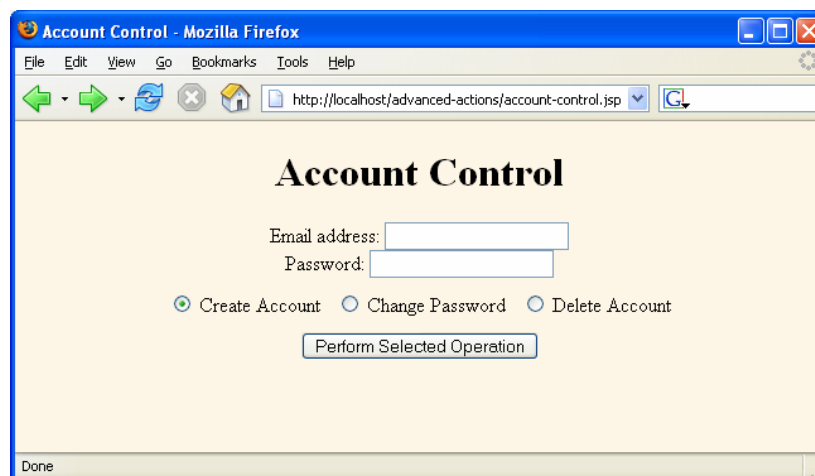 Account Control - Mozilla Firefox
File Edit View Go Bookmarks Tools Help
http://localhost/advanced-actions/account-control.jsp G
Account Control
Email address:
Password:
Create Account Change Password Delete Account
Perform Selected Operation
Done